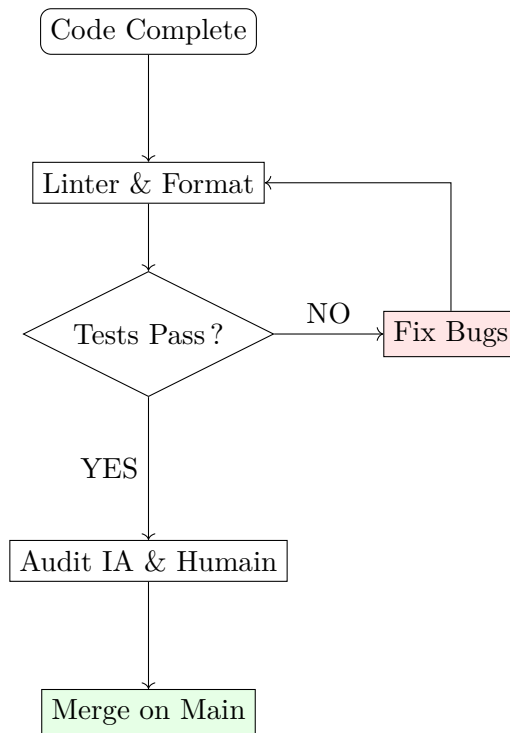 Code Complete
Linter & Format
Tests Pass ?
NO
Fix Bugs
YES
Audit IA & Humain
Merge on Main